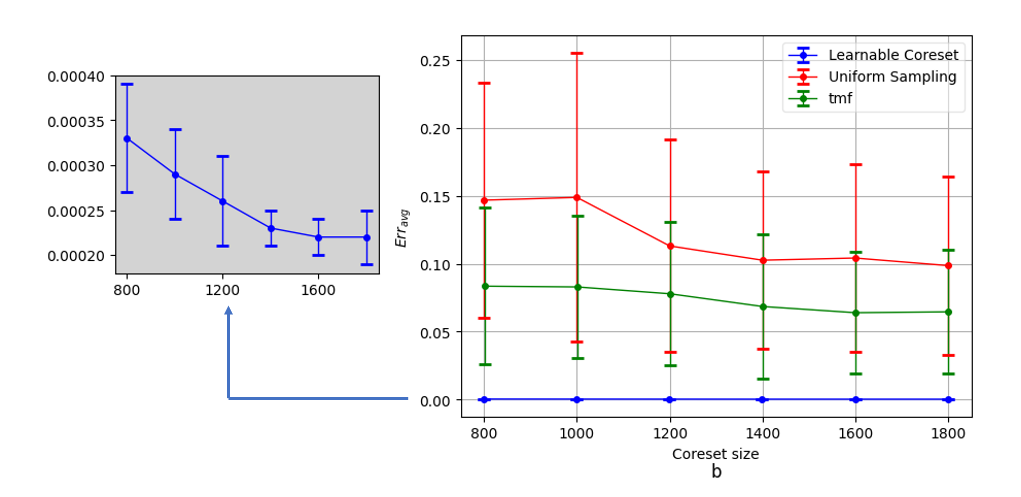 0.00040
0.00035
0.00030
0.00025
0.00020
800 1200 1600
Err_avg
0.25
0.20
0.15
0.10
0.05
0.00
Learnable Coreset
Uniform Sampling
tmf
800 1000 1200 1400 1600 1800
Coreset size
b